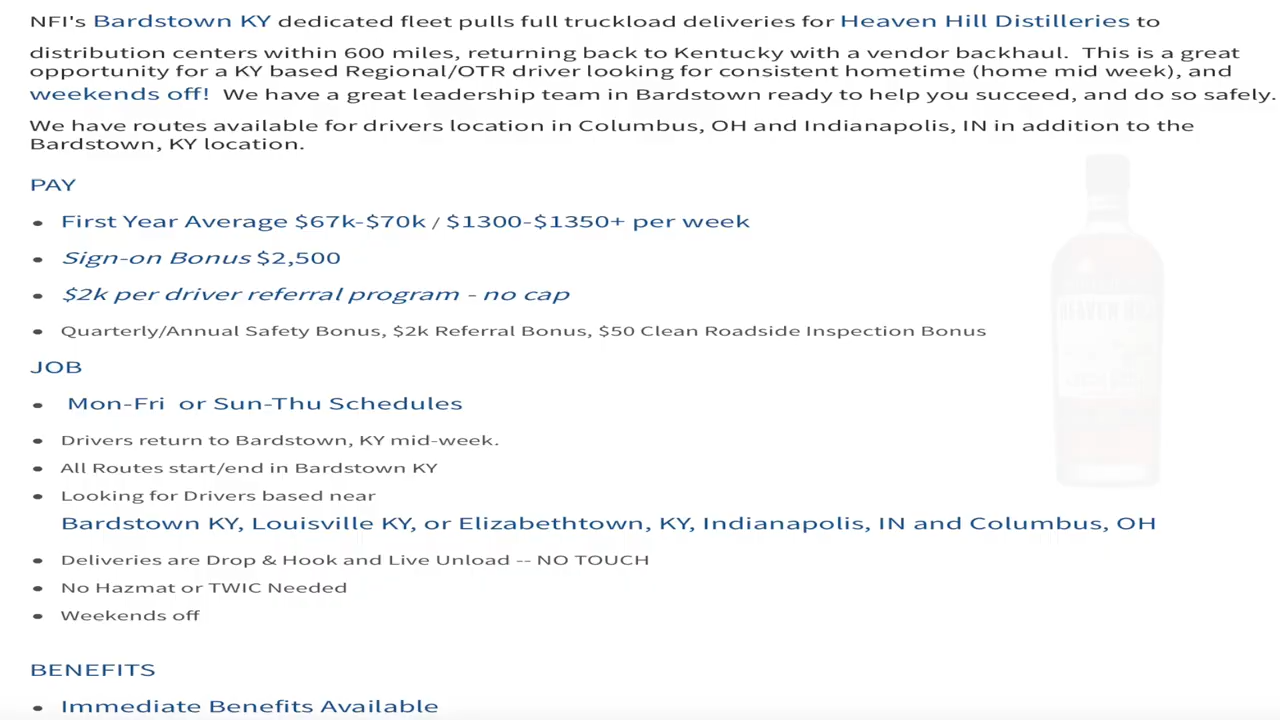 NFI's Bardstown KY dedicated fleet pulls full truckload deliveries for Heaven Hill Distilleries to
distribution centers within 600 miles, returning back to Kentucky with a vendor backhaul.  This is a great
opportunity for a KY based Regional/OTR driver looking for consistent hometime (home mid week), and
weekends off!  We have a great leadership team in Bardstown ready to help you succeed, and do so safely.
We have routes available for drivers location in Columbus, OH and Indianapolis, IN in addition to the
Bardstown, KY location.
PAY
• First Year Average $67k-$70k / $1300-$1350+ per week
• Sign-on Bonus $2,500
• $2k per driver referral program - no cap
• Quarterly/Annual Safety Bonus, $2k Referral Bonus, $50 Clean Roadside Inspection Bonus
JOB
• Mon-Fri  or Sun-Thu Schedules
• Drivers return to Bardstown, KY mid-week.
• All Routes start/end in Bardstown KY
• Looking for Drivers based near
Bardstown KY, Louisville KY, or Elizabethtown, KY, Indianapolis, IN and Columbus, OH
• Deliveries are Drop & Hook and Live Unload -- NO TOUCH
• No Hazmat or TWIC Needed
• Weekends off
BENEFITS
• Immediate Benefits Available